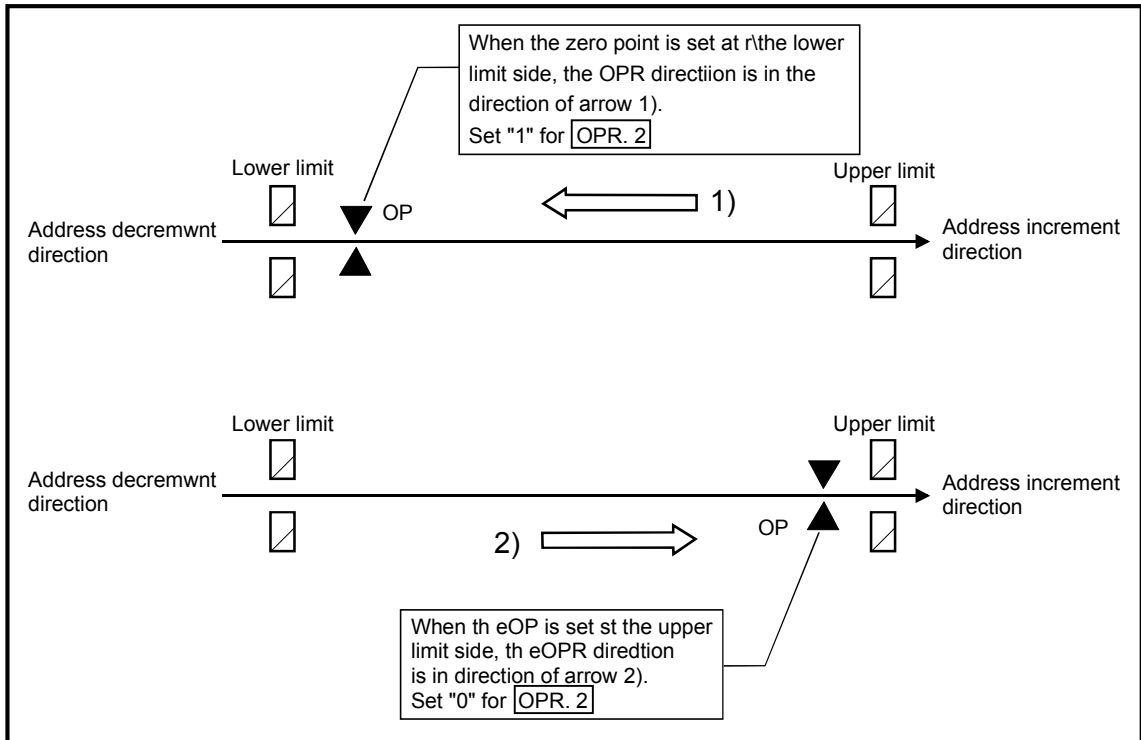 When the zero point is set at r\the lower
limit side, the OPR directiion is in the
direction of arrow 1).
Set "1" for OPR. 2
Lower limit
Upper limit
OP
1)
Address decremwnt
direction
Address increment
direction
Lower limit
Upper limit
Address decremwnt
direction
Address increment
direction
2)
OP
When th eOP is set st the upper
limit side, th eOPR diredtion
is in direction of arrow 2).
Set "0" for OPR. 2